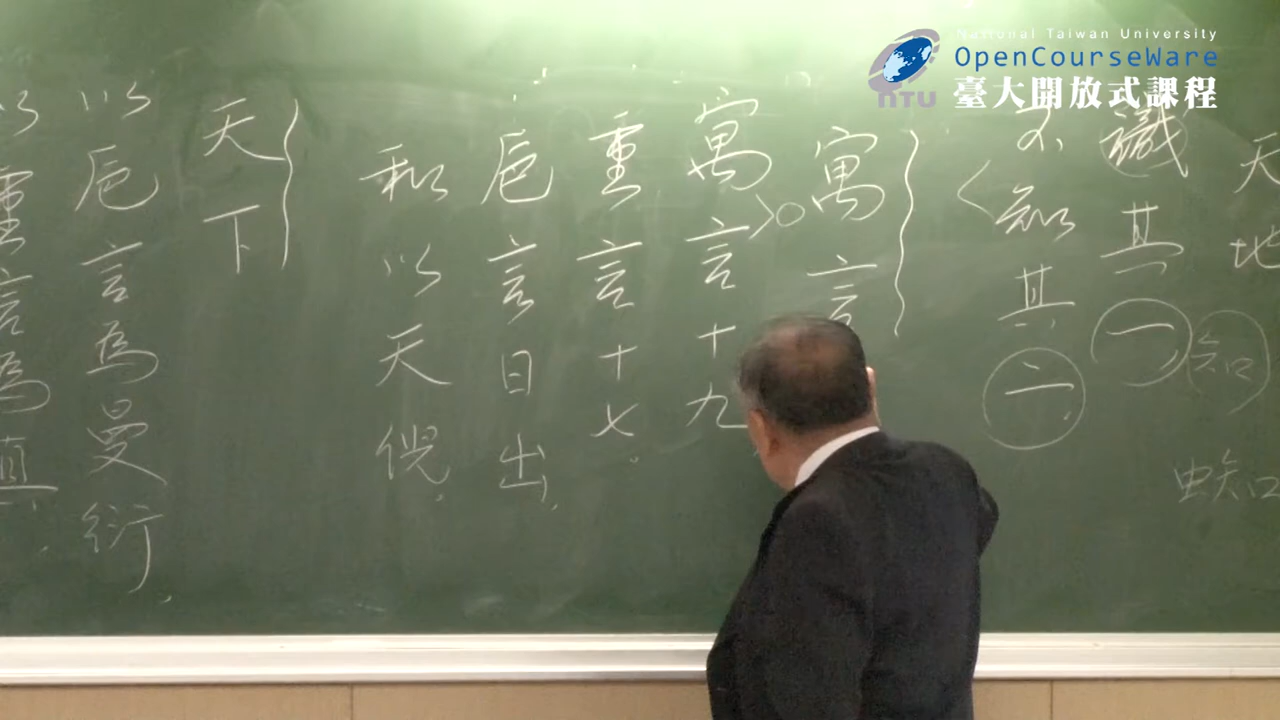 National Taiwan University
OpenCourseWare
臺大開放式課程
NTU
天地
識其一
知
不知其二
寓言
寓言十九
重言十七
巵言日出
和以天倪
天下
以巵言為曼衍
以重言為真